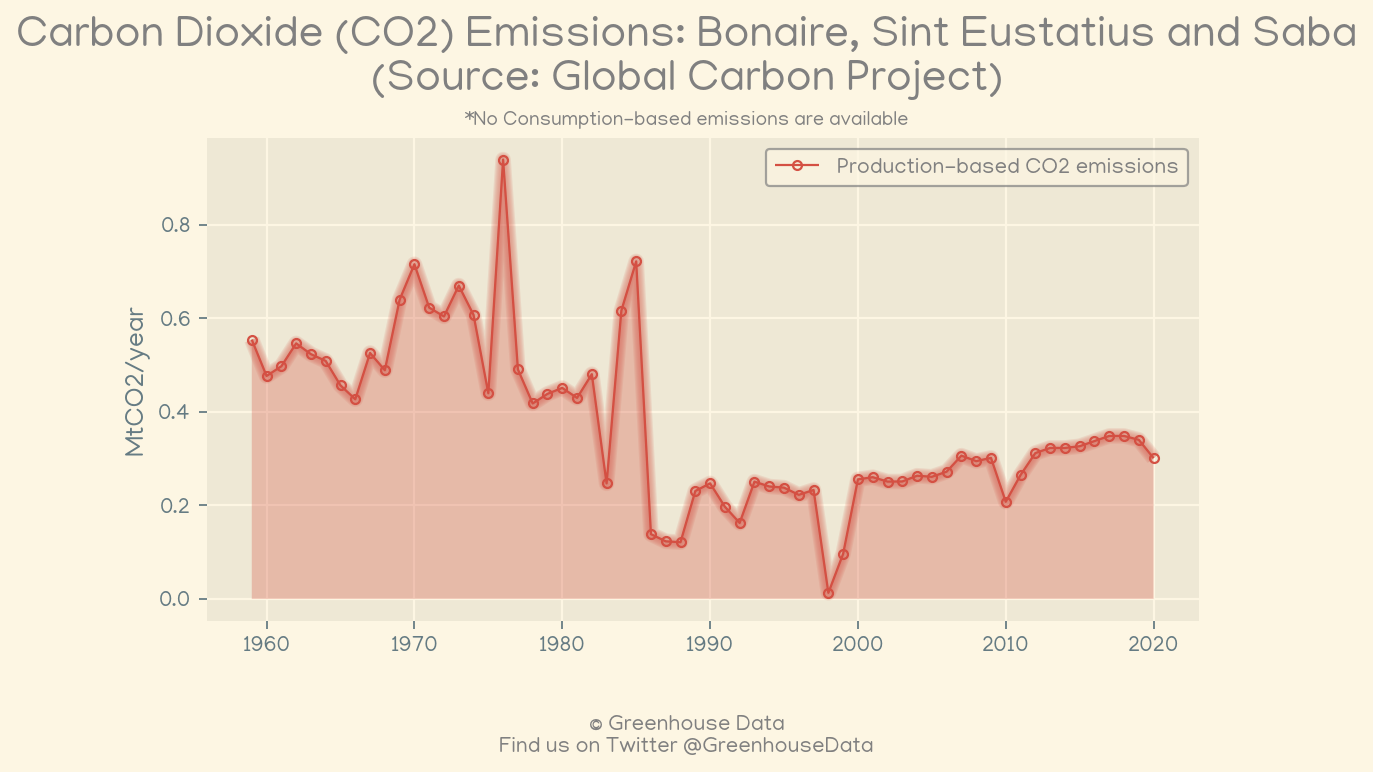 Carbon Dioxide (CO2) Emissions: Bonaire, Sint Eustatius and Saba
(Source: Global Carbon Project)
*No Consumption-based emissions are available
Production-based CO2 emissions
MtCO2/year
0.8
0.6
0.4
0.2
0.0
1960 1970 1980 1990 2000 2010 2020
© Greenhouse Data
Find us on Twitter @GreenhouseData